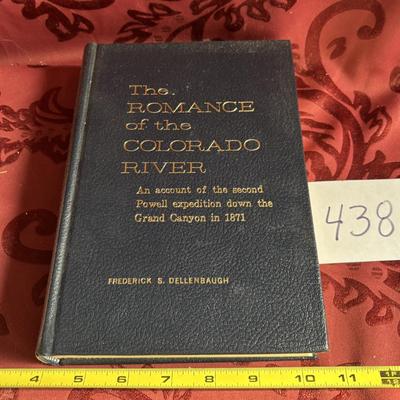 The
ROMANCE
of the
COLORADO
RIVER
An account of the second
Powell expedition down the
Grand Canyon in 1871
FREDERICK S. DELLENBAUGH
438
4 5 6 7 8 9 10 11 1F